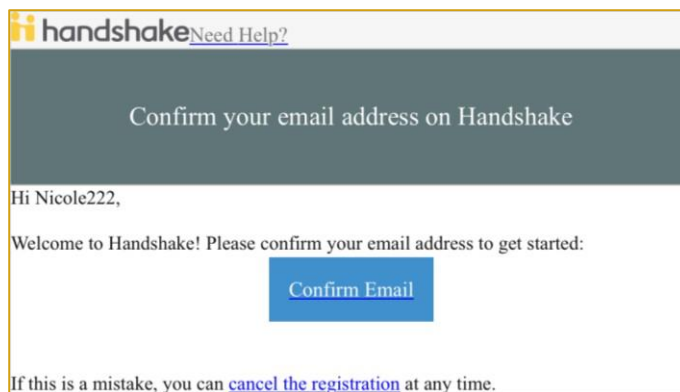 handshake Need Help?
Confirm your email address on Handshake
Hi Nicole222,
Welcome to Handshake! Please confirm your email address to get started:
Confirm Email
If this is a mistake, you can cancel the registration at any time.